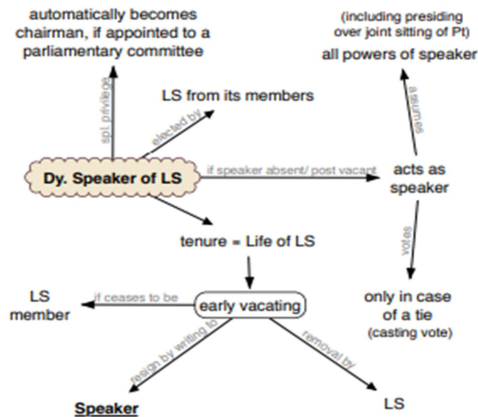 automatically becomes
chairman, if appointed to a
parliamentary committee
(including presiding
over joint sitting of Pt)
all powers of speaker
spl. privilege
elected by
LS from its members
assumes
Dy. Speaker of LS
if speaker absent/ post vacant
acts as
speaker
tenure = Life of LS
votes
LS
member
if ceases to be
early vacating
only in case
of a tie
(casting vote)
resign by writing to
removal by
Speaker
LS